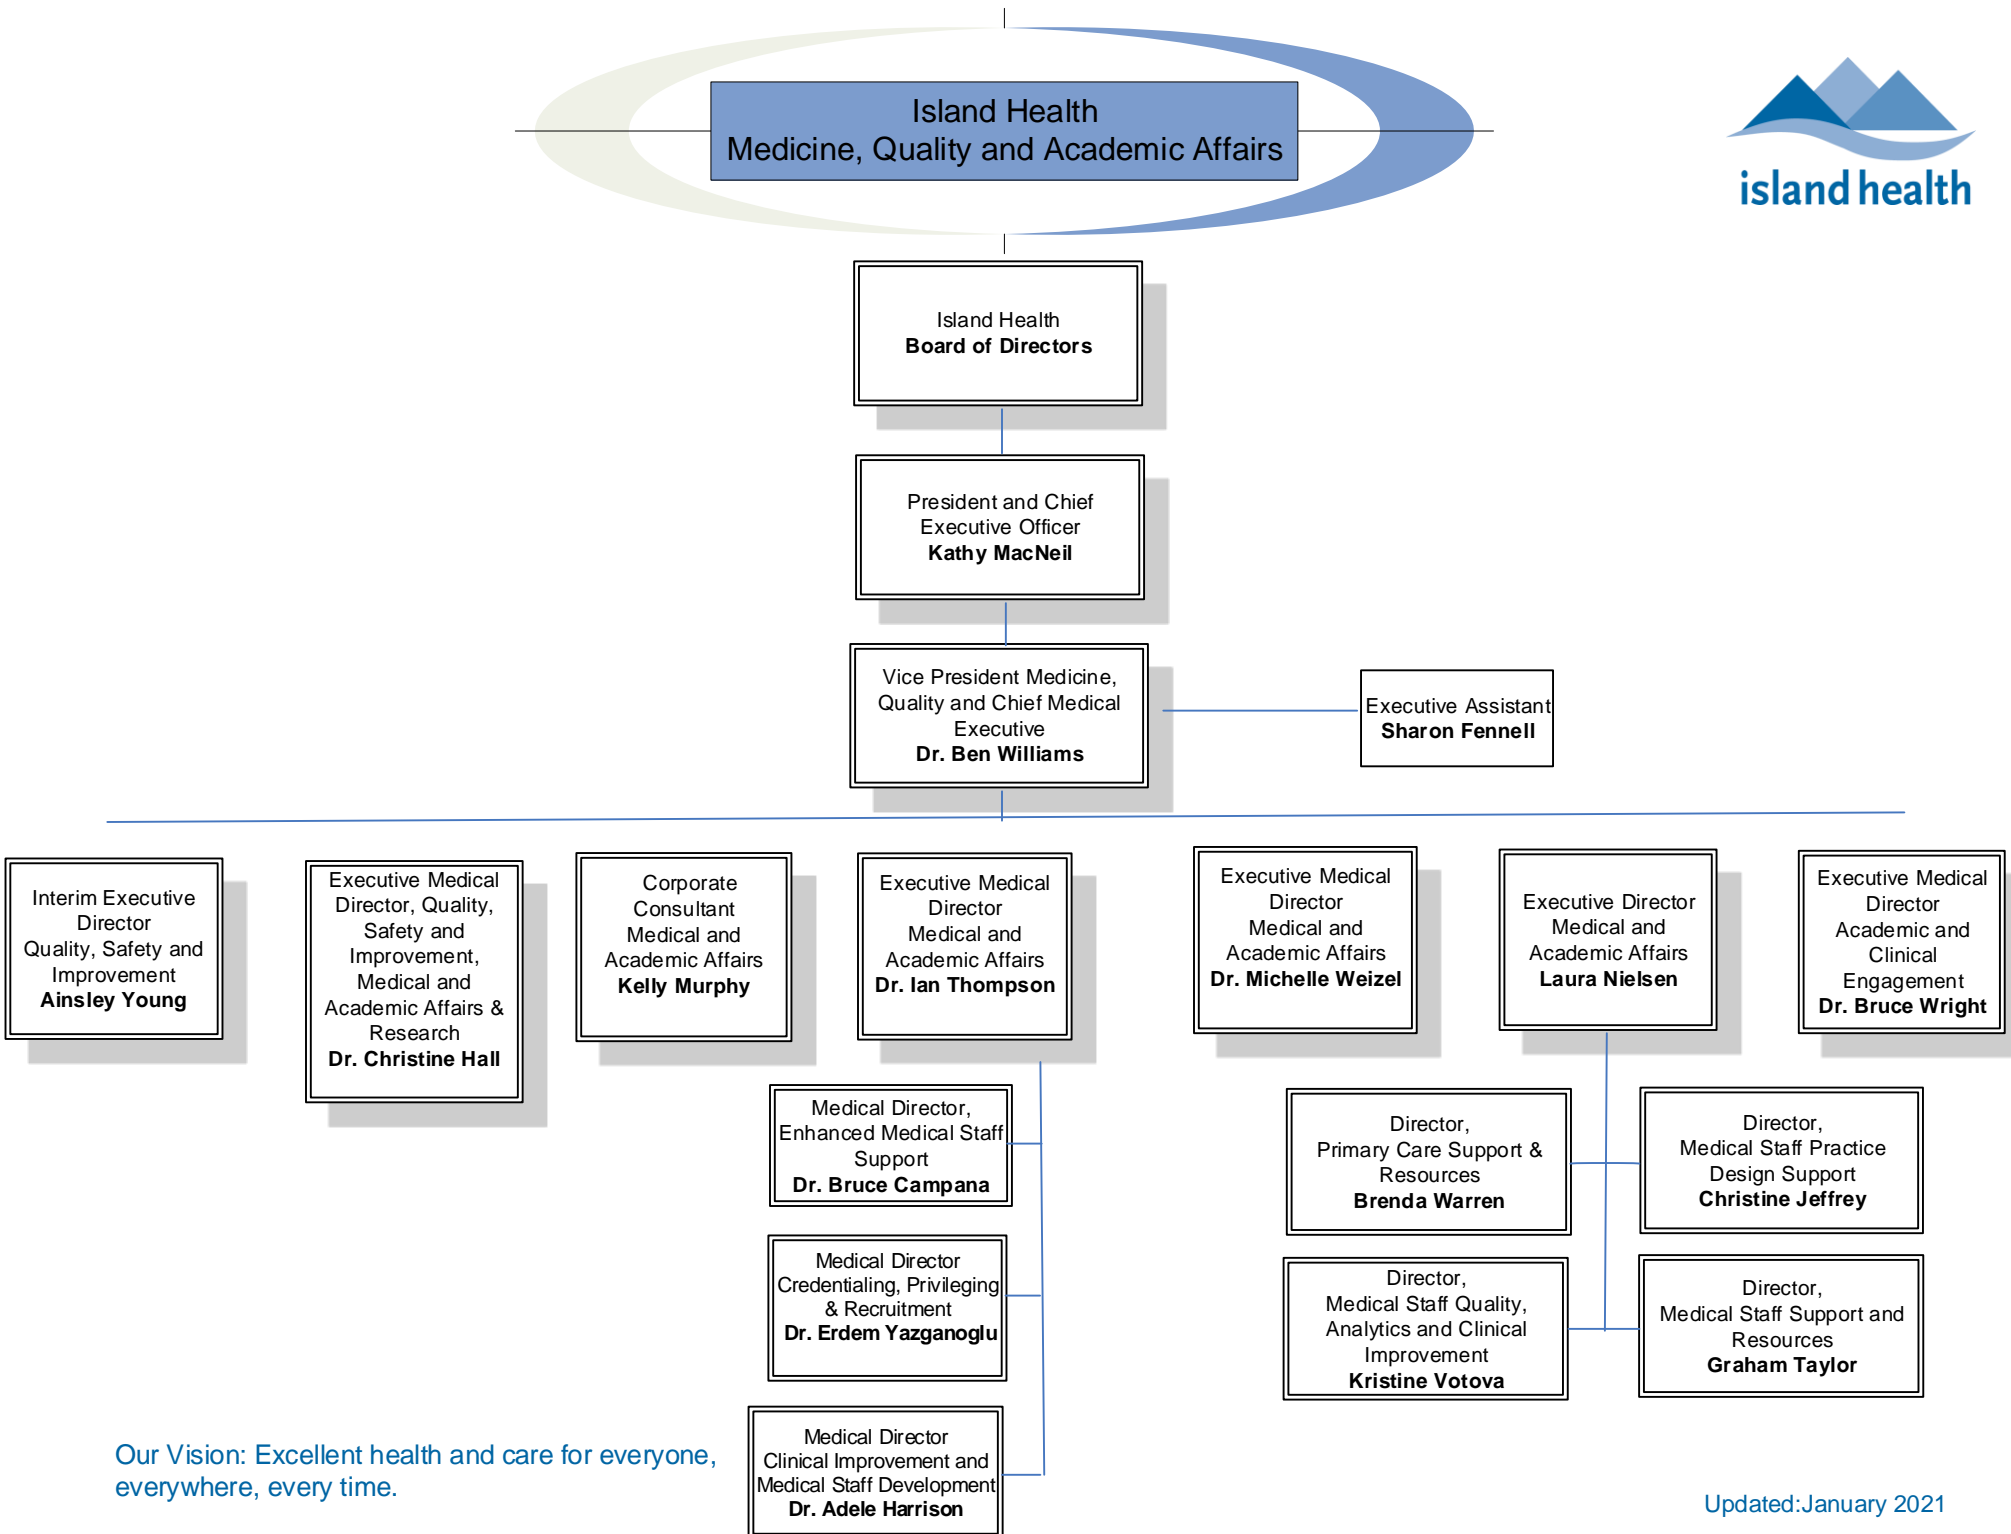 Island Health
Medicine, Quality and Academic Affairs
island health
Island Health
Board of Directors
President and Chief
Executive Officer
Kathy MacNeil
Vice President Medicine,
Quality and Chief Medical
Executive
Dr. Ben Williams
Executive Assistant
Sharon Fennell
Interim Executive
Director
Quality, Safety and
Improvement
Ainsley Young
Executive Medical
Director, Quality,
Safety and
Improvement,
Medical and
Academic Affairs &
Research
Dr. Christine Hall
Corporate
Consultant
Medical and
Academic Affairs
Kelly Murphy
Executive Medical
Director
Medical and
Academic Affairs
Dr. Ian Thompson
Executive Medical
Director
Medical and
Academic Affairs
Dr. Michelle Weizel
Executive Director
Medical and
Academic Affairs
Laura Nielsen
Executive Medical
Director
Academic and
Clinical
Engagement
Dr. Bruce Wright
Medical Director,
Enhanced Medical Staff
Support
Dr. Bruce Campana
Medical Director
Credentialing, Privileging
& Recruitment
Dr. Erdem Yazganoglu
Medical Director
Clinical Improvement and
Medical Staff Development
Dr. Adele Harrison
Director,
Primary Care Support &
Resources
Brenda Warren
Director,
Medical Staff Practice
Design Support
Christine Jeffrey
Director,
Medical Staff Quality,
Analytics and Clinical
Improvement
Kristine Votova
Director,
Medical Staff Support and
Resources
Graham Taylor
Our Vision: Excellent health and care for everyone,
everywhere, every time.
Updated:January 2021